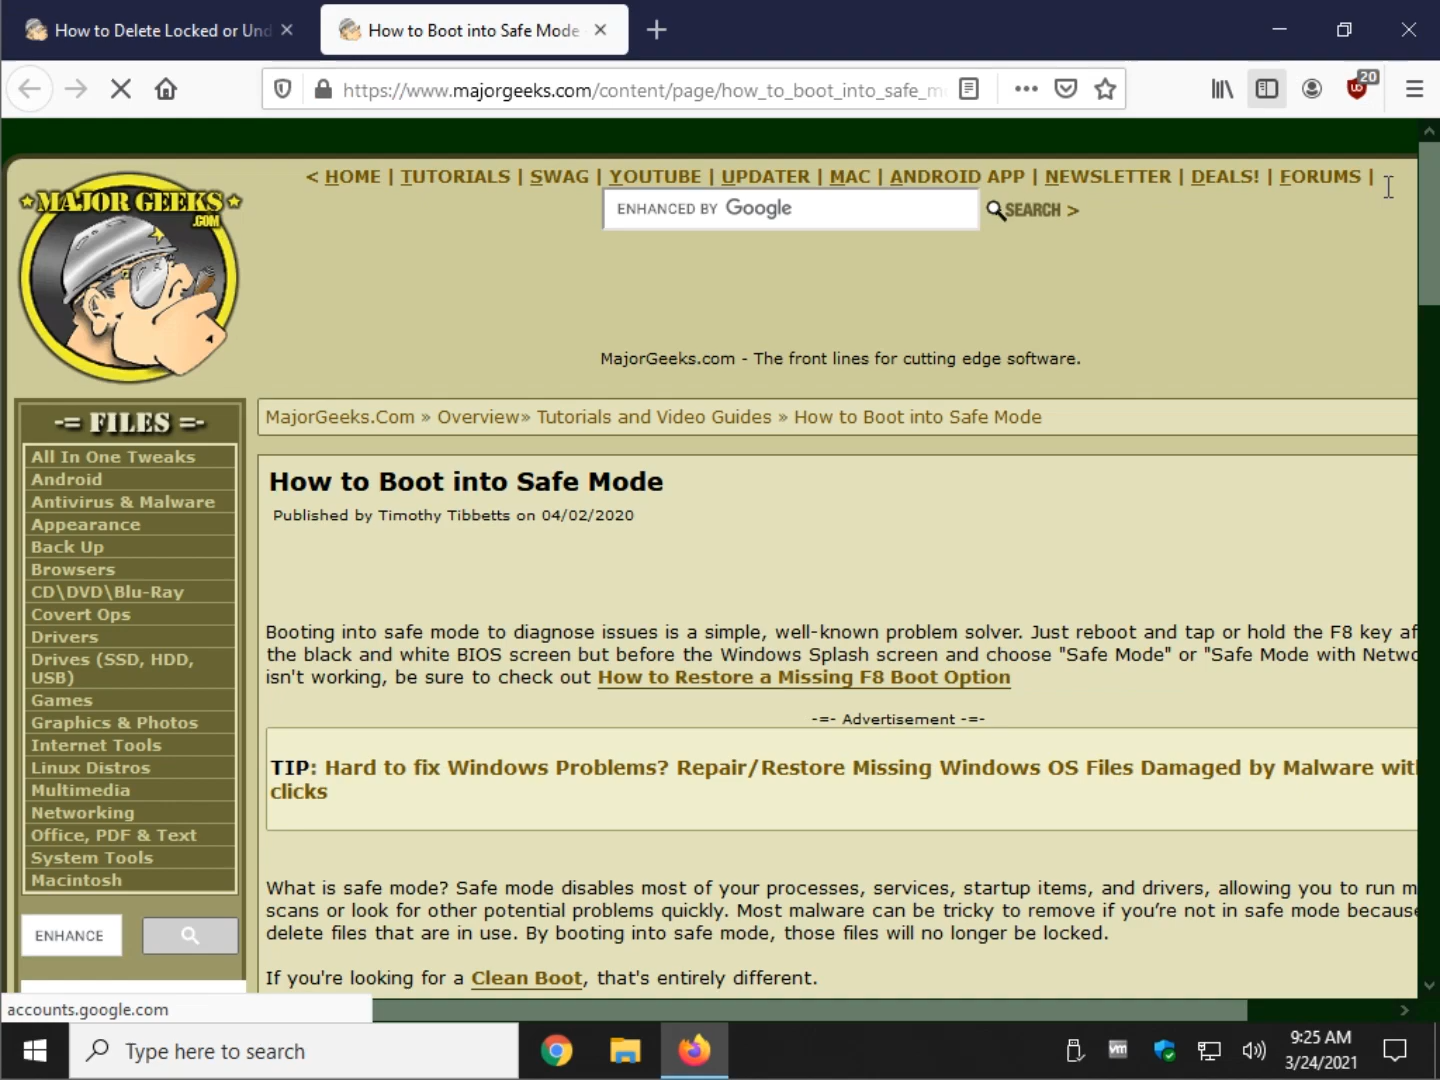 How to Delete Locked or Und
How to Boot into Safe Mode
https://www.majorgeeks.com/content/page/how_to_boot_into_safe_m
20
MAJOR GEEKS
.COM
< HOME | TUTORIALS | SWAG | YOUTUBE | UPDATER | MAC | ANDROID APP | NEWSLETTER | DEALS! | FORUMS |
ENHANCED BY Google
SEARCH >
MajorGeeks.com - The front lines for cutting edge software.
-= FILES =-
All In One Tweaks
Android
Antivirus & Malware
Appearance
Back Up
Browsers
CD\DVD\Blu-Ray
Covert Ops
Drivers
Drives (SSD, HDD,
USB)
Games
Graphics & Photos
Internet Tools
Linux Distros
Multimedia
Networking
Office, PDF & Text
System Tools
Macintosh
ENHANCE
MajorGeeks.Com » Overview» Tutorials and Video Guides » How to Boot into Safe Mode
How to Boot into Safe Mode
Published by Timothy Tibbetts on 04/02/2020
Booting into safe mode to diagnose issues is a simple, well-known problem solver. Just reboot and tap or hold the F8 key af
the black and white BIOS screen but before the Windows Splash screen and choose "Safe Mode" or "Safe Mode with Netwo
isn't working, be sure to check out How to Restore a Missing F8 Boot Option
-=- Advertisement -=-
TIP: Hard to fix Windows Problems? Repair/Restore Missing Windows OS Files Damaged by Malware wit
clicks
What is safe mode? Safe mode disables most of your processes, services, startup items, and drivers, allowing you to run m
scans or look for other potential problems quickly. Most malware can be tricky to remove if you're not in safe mode because
delete files that are in use. By booting into safe mode, those files will no longer be locked.
If you're looking for a Clean Boot, that's entirely different.
accounts.google.com
Type here to search
vm
9:25 AM
3/24/2021